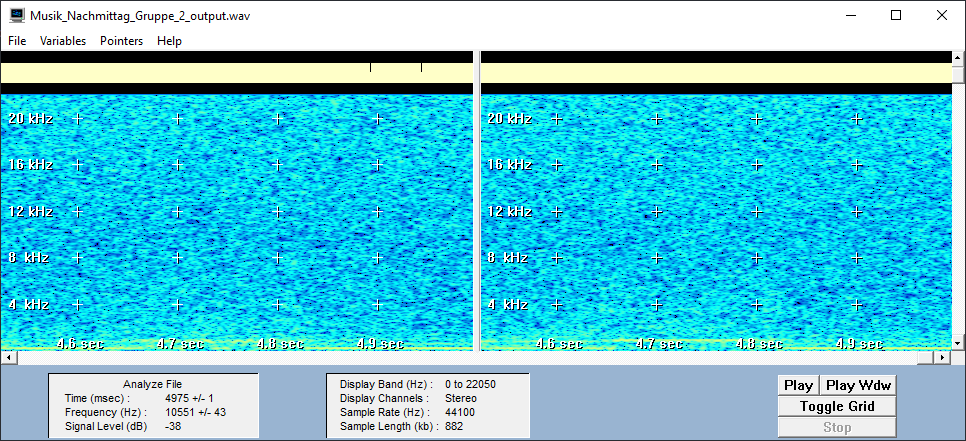 Musik_Nachmittag_Gruppe_2_output.wav
File Variables Pointers Help
20 kHz 20 kHz
16 kHz 16 kHz
12 kHz 12 kHz
8 kHz 8 kHz
4 kHz 4 kHz
4.6 sec 4.7 sec 4.8 sec 4.9 sec 4.6 sec 4.7 sec 4.8 sec 4.9 sec
Analyze File
Time (msec) : 4975 +/- 1
Frequency (Hz) : 10551 +/- 43
Signal Level (dB) -38
Display Band (Hz) : 0 to 22050
Display Channels : Stereo
Sample Rate (Hz) : 44100
Sample Length (kb) : 882
Play Play Wdw
Toggle Grid
Stop